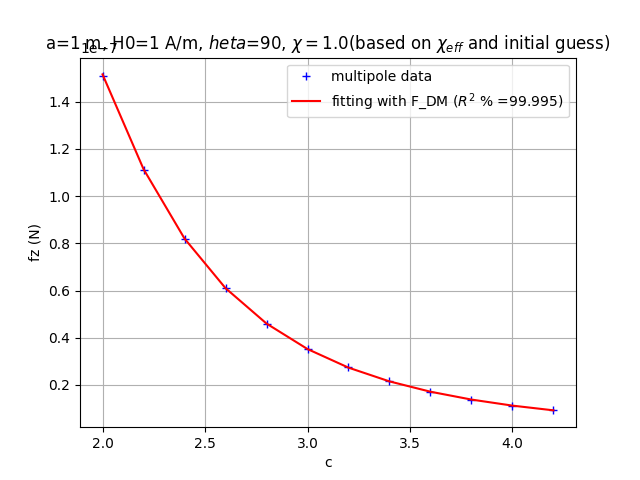 a=1 m, H0=1 A/m, heta=90, χ = 1.0(based on χ_eff and initial guess)
1e−7
multipole data
fitting with F_DM (R² % =99.995)
1.4
1.2
1.0
0.8
0.6
0.4
0.2
fz (N)
2.0 2.5 3.0 3.5 4.0
c